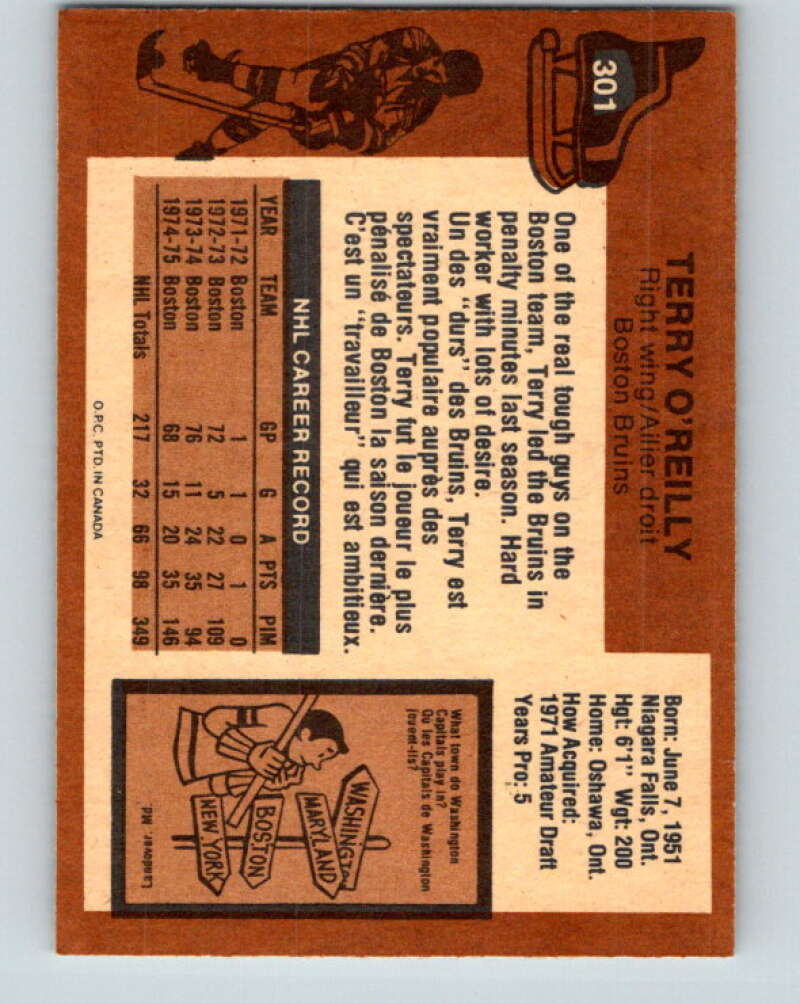 301
TERRY O'REILLY
Right wing/Ailier droit
Boston Bruins
Born: June 7, 1951
Niagara Falls, Ont.
Hgt: 6'1" Wgt: 200
Home: Oshawa, Ont.
How Acquired:
1971 Amateur Draft
Years Pro: 5
One of the real tough guys on the
Boston team, Terry led the Bruins in
penalty minutes last season. Hard
worker with lots of desire.
Un des "durs" des Bruins, Terry est
vraiment populaire auprès des
spectateurs. Terry fut le joueur le plus
pénalisé de Boston la saison dernière.
C'est un "travailleur" qui est ambitieux.
NHL CAREER RECORD
YEAR TEAM GP G A PTS PIM
1971-72 Boston 1 1 0 1 0
1972-73 Boston 72 5 22 27 109
1973-74 Boston 76 11 24 35 94
1974-75 Boston 68 15 20 35 146
NHL Totals 217 32 66 98 349
O.P.C. PTD. IN CANADA
What town do Washington
Capitals play in?
Ou les Capitals de Washington
jouent-ils?
WASHINGTON
MARYLAND
BOSTON
NEW YORK
Landover, Md.